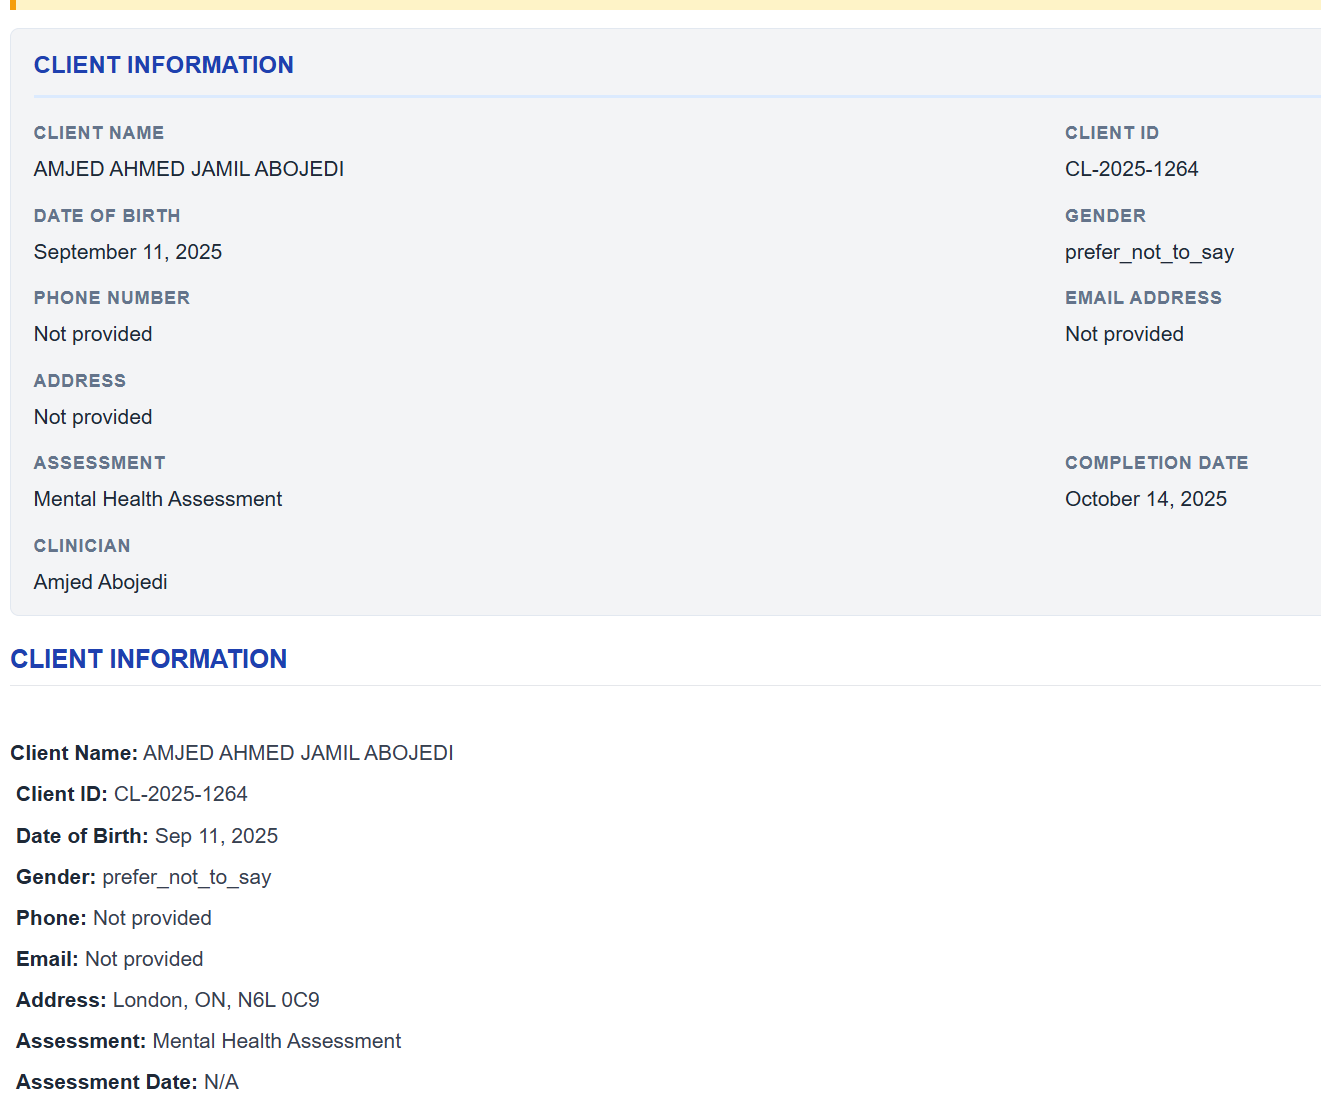 CLIENT INFORMATION
CLIENT NAME
AMJED AHMED JAMIL ABOJEDI
CLIENT ID
CL-2025-1264
DATE OF BIRTH
September 11, 2025
GENDER
prefer_not_to_say
PHONE NUMBER
Not provided
EMAIL ADDRESS
Not provided
ADDRESS
Not provided
ASSESSMENT
Mental Health Assessment
COMPLETION DATE
October 14, 2025
CLINICIAN
Amjed Abojedi
CLIENT INFORMATION
Client Name: AMJED AHMED JAMIL ABOJEDI
Client ID: CL-2025-1264
Date of Birth: Sep 11, 2025
Gender: prefer_not_to_say
Phone: Not provided
Email: Not provided
Address: London, ON, N6L 0C9
Assessment: Mental Health Assessment
Assessment Date: N/A